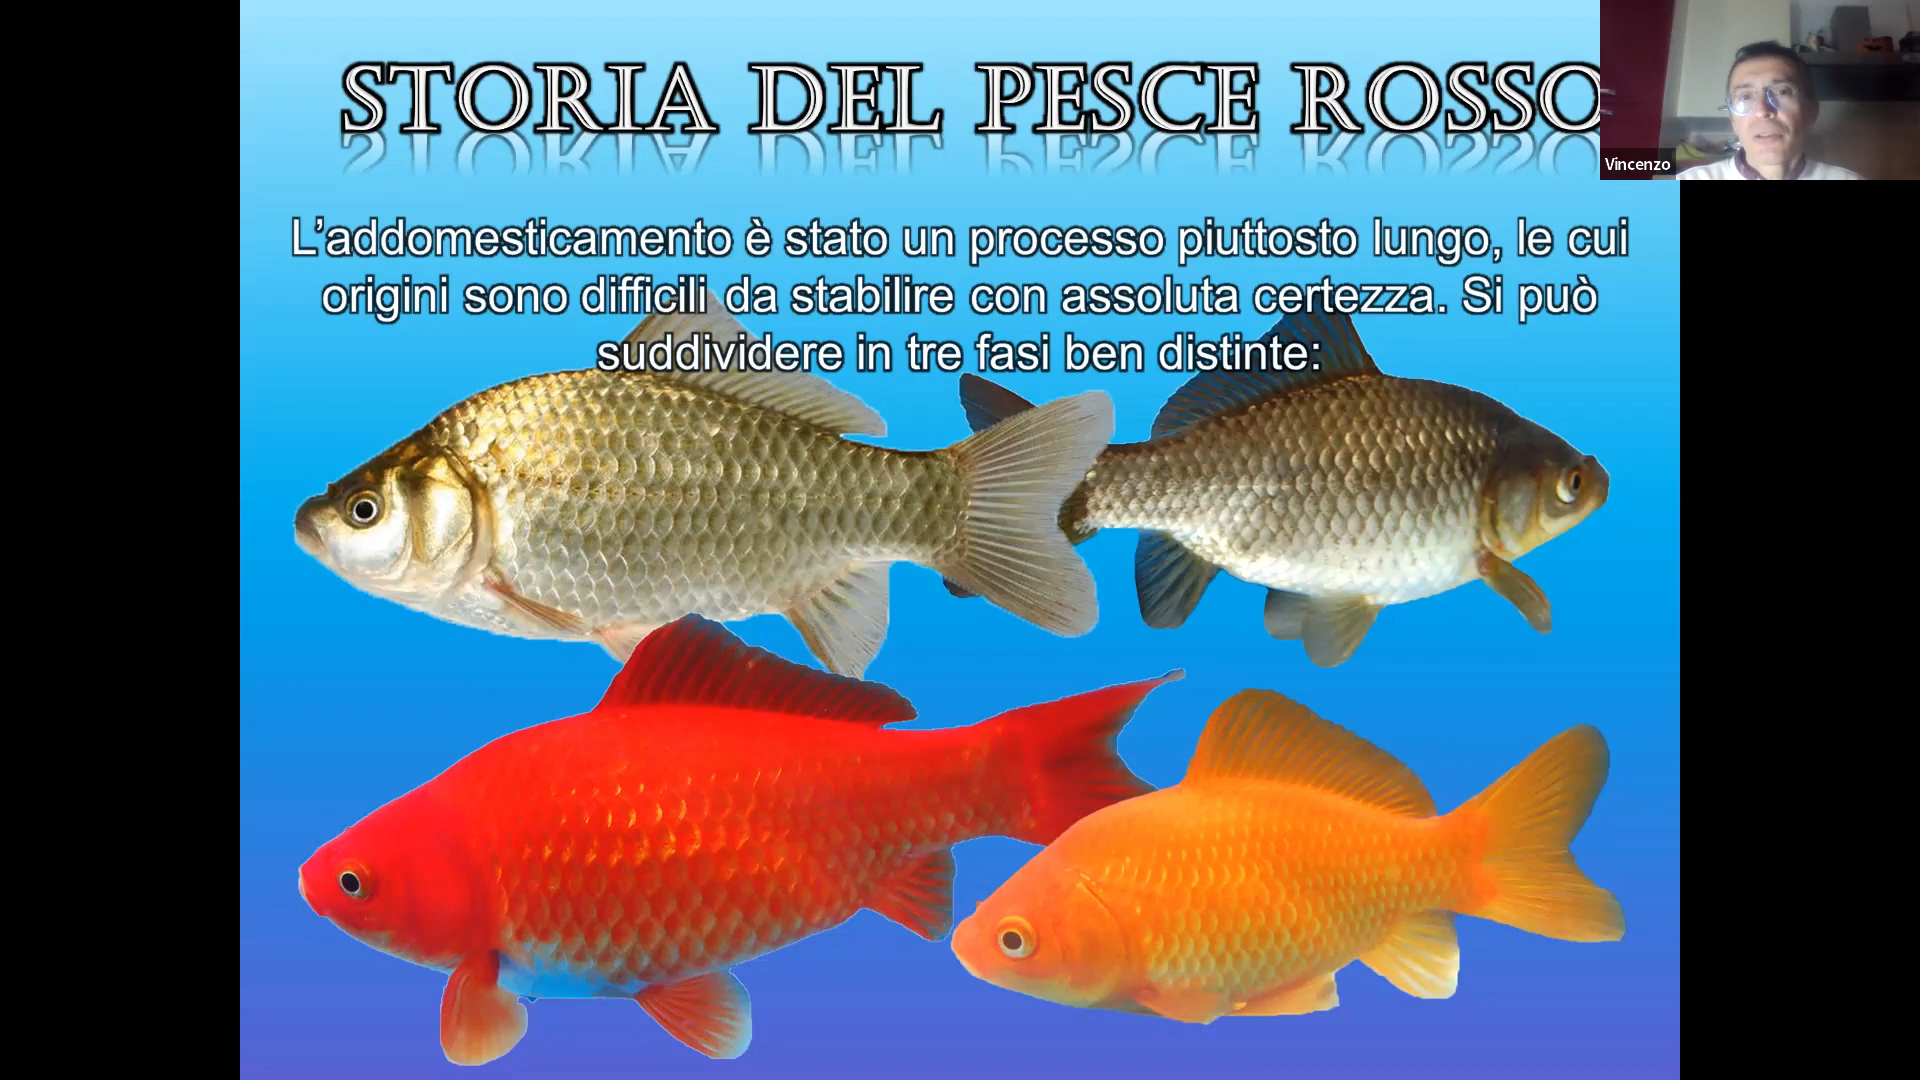 STORIA DEL PESCE ROSSO
Vincenzo
L’addomesticamento è stato un processo piuttosto lungo, le cui
origini sono difficili da stabilire con assoluta certezza. Si può
suddividere in tre fasi ben distinte: